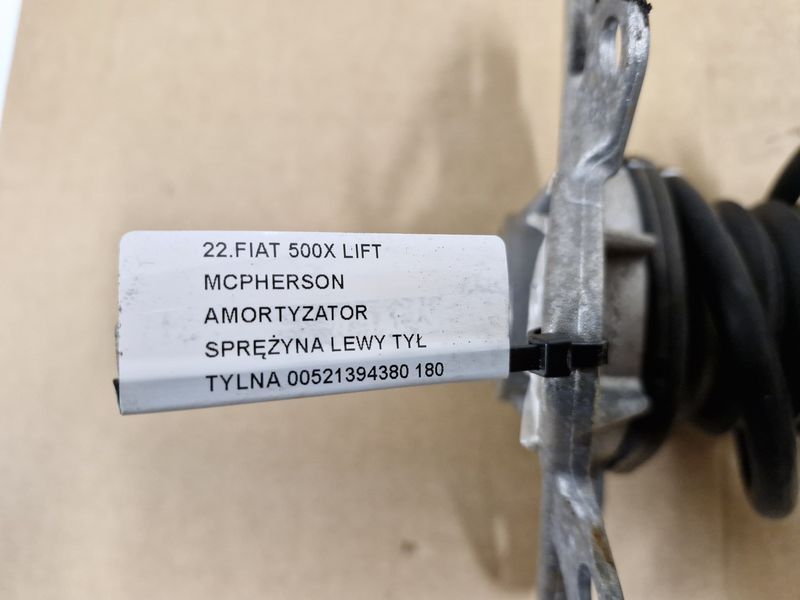 22.FIAT 500X LIFT
MCPHERSON
AMORTYZATOR
SPRĘŻYNA LEWY TYŁ
TYLNA 00521394380 180